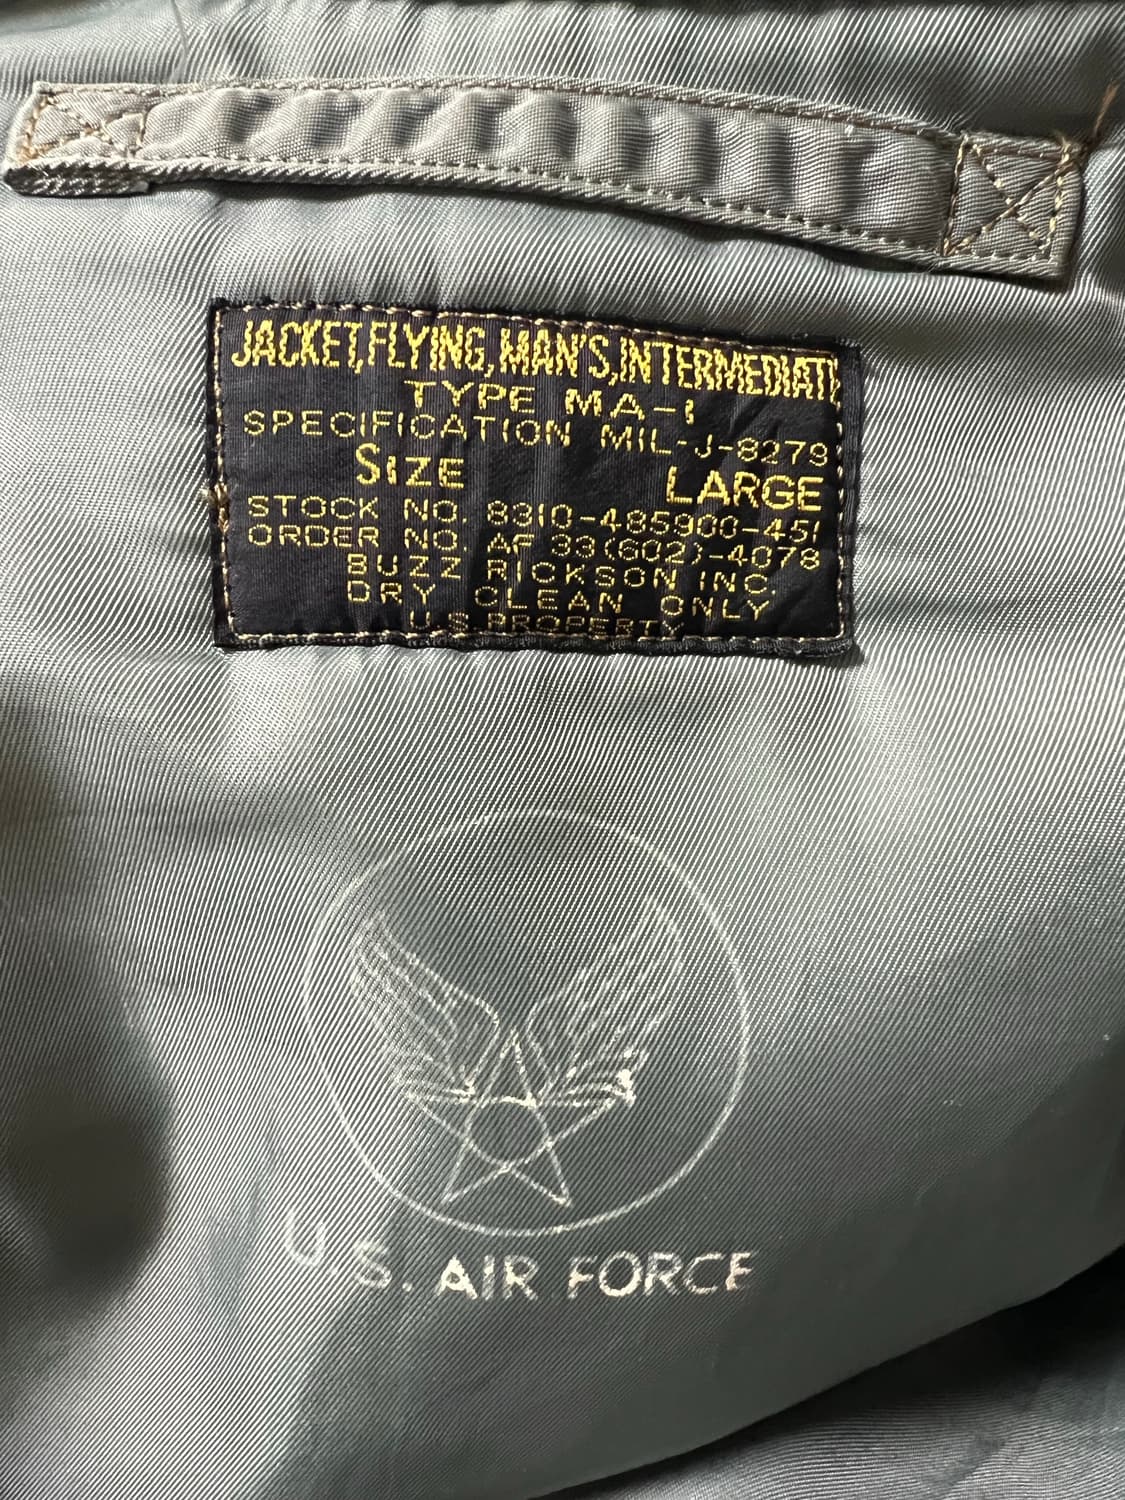 JACKET,FLYING,MAN'S,INTERMEDIATE
TYPE MA-1
SPECIFICATION MIL-J-8279
SIZE LARGE
STOCK NO. 8310-485900-451
ORDER NO. AF 33(602)-4078
BUZZ RICKSON INC.
DRY CLEAN ONLY
U.S.PROPERTY
U.S. AIR FORCE